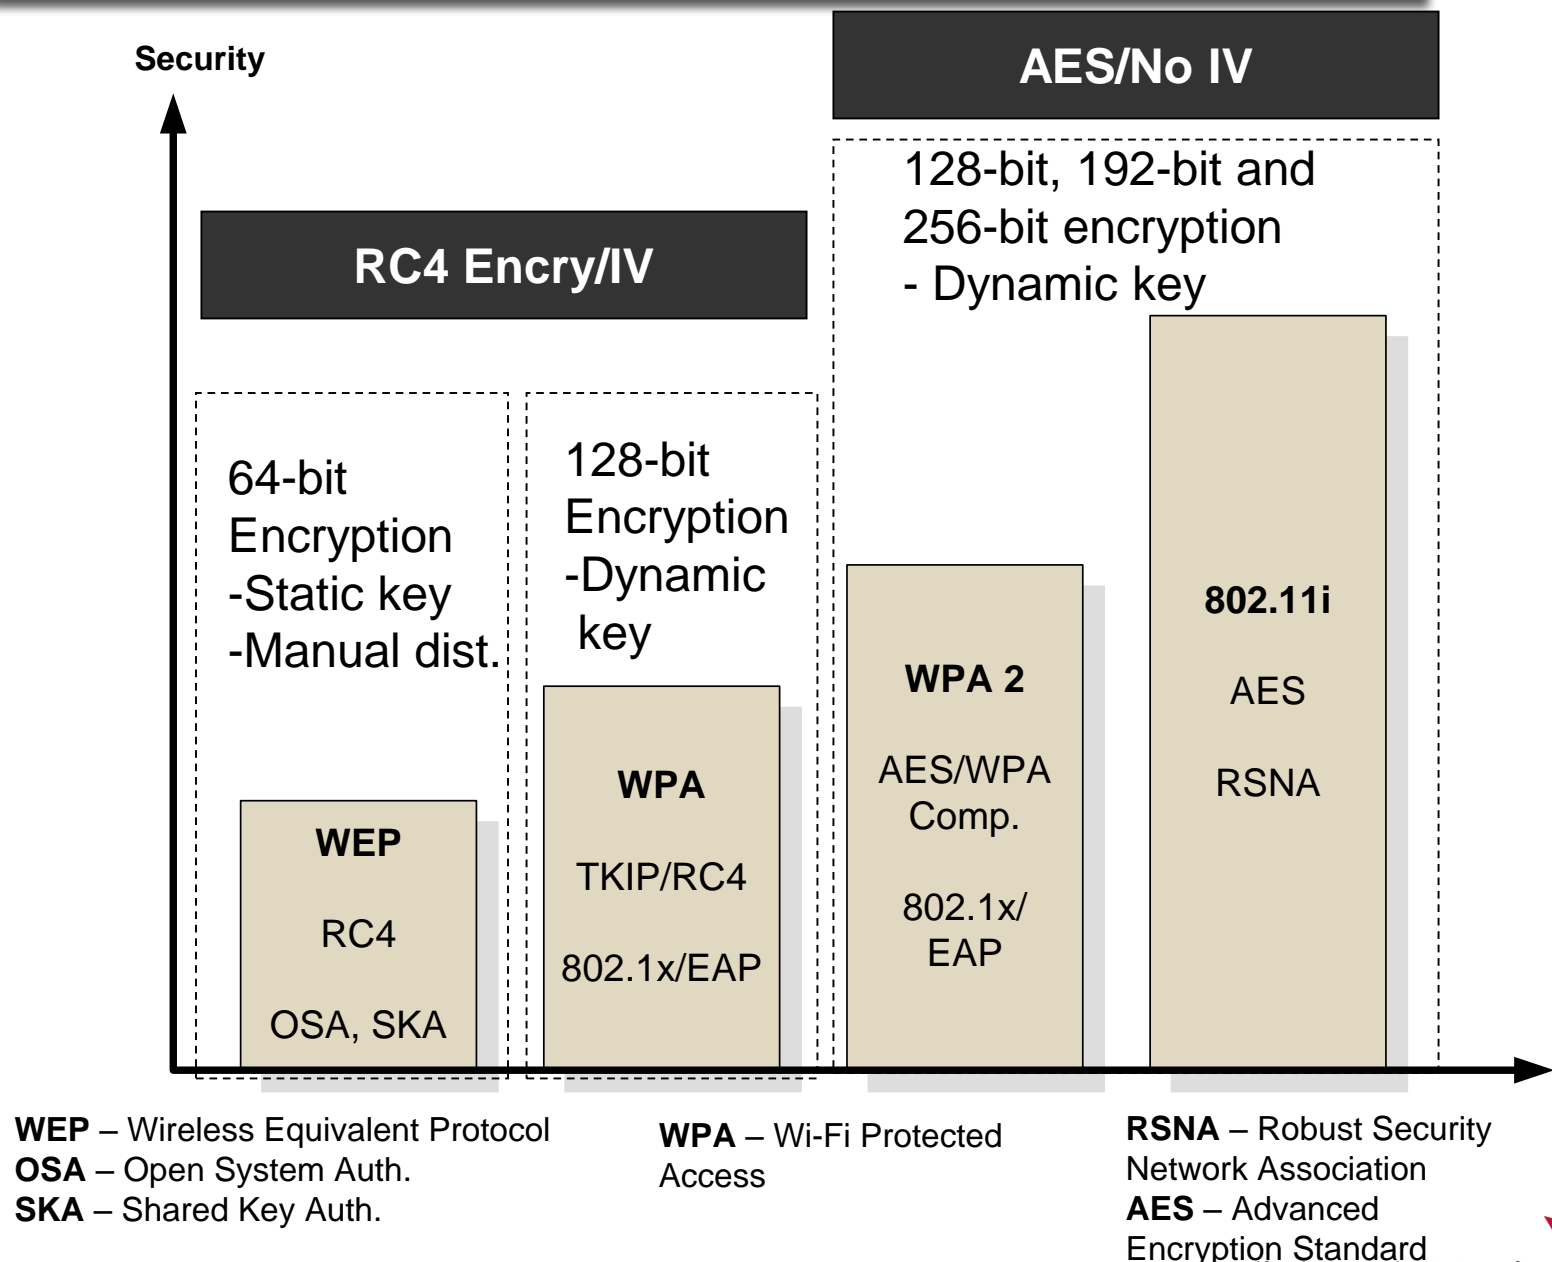 Security
AES/No IV
128-bit, 192-bit and
256-bit encryption
- Dynamic key
RC4 Encry/IV
64-bit
Encryption
-Static key
-Manual dist.
128-bit
Encryption
-Dynamic
key
WEP
RC4
OSA, SKA
WPA
TKIP/RC4
802.1x/EAP
WPA 2
AES/WPA
Comp.
802.1x/
EAP
802.11i
AES
RSNA
WEP – Wireless Equivalent Protocol
OSA – Open System Auth.
SKA – Shared Key Auth.
WPA – Wi-Fi Protected
Access
RSNA – Robust Security
Network Association
AES – Advanced
Encryption Standard